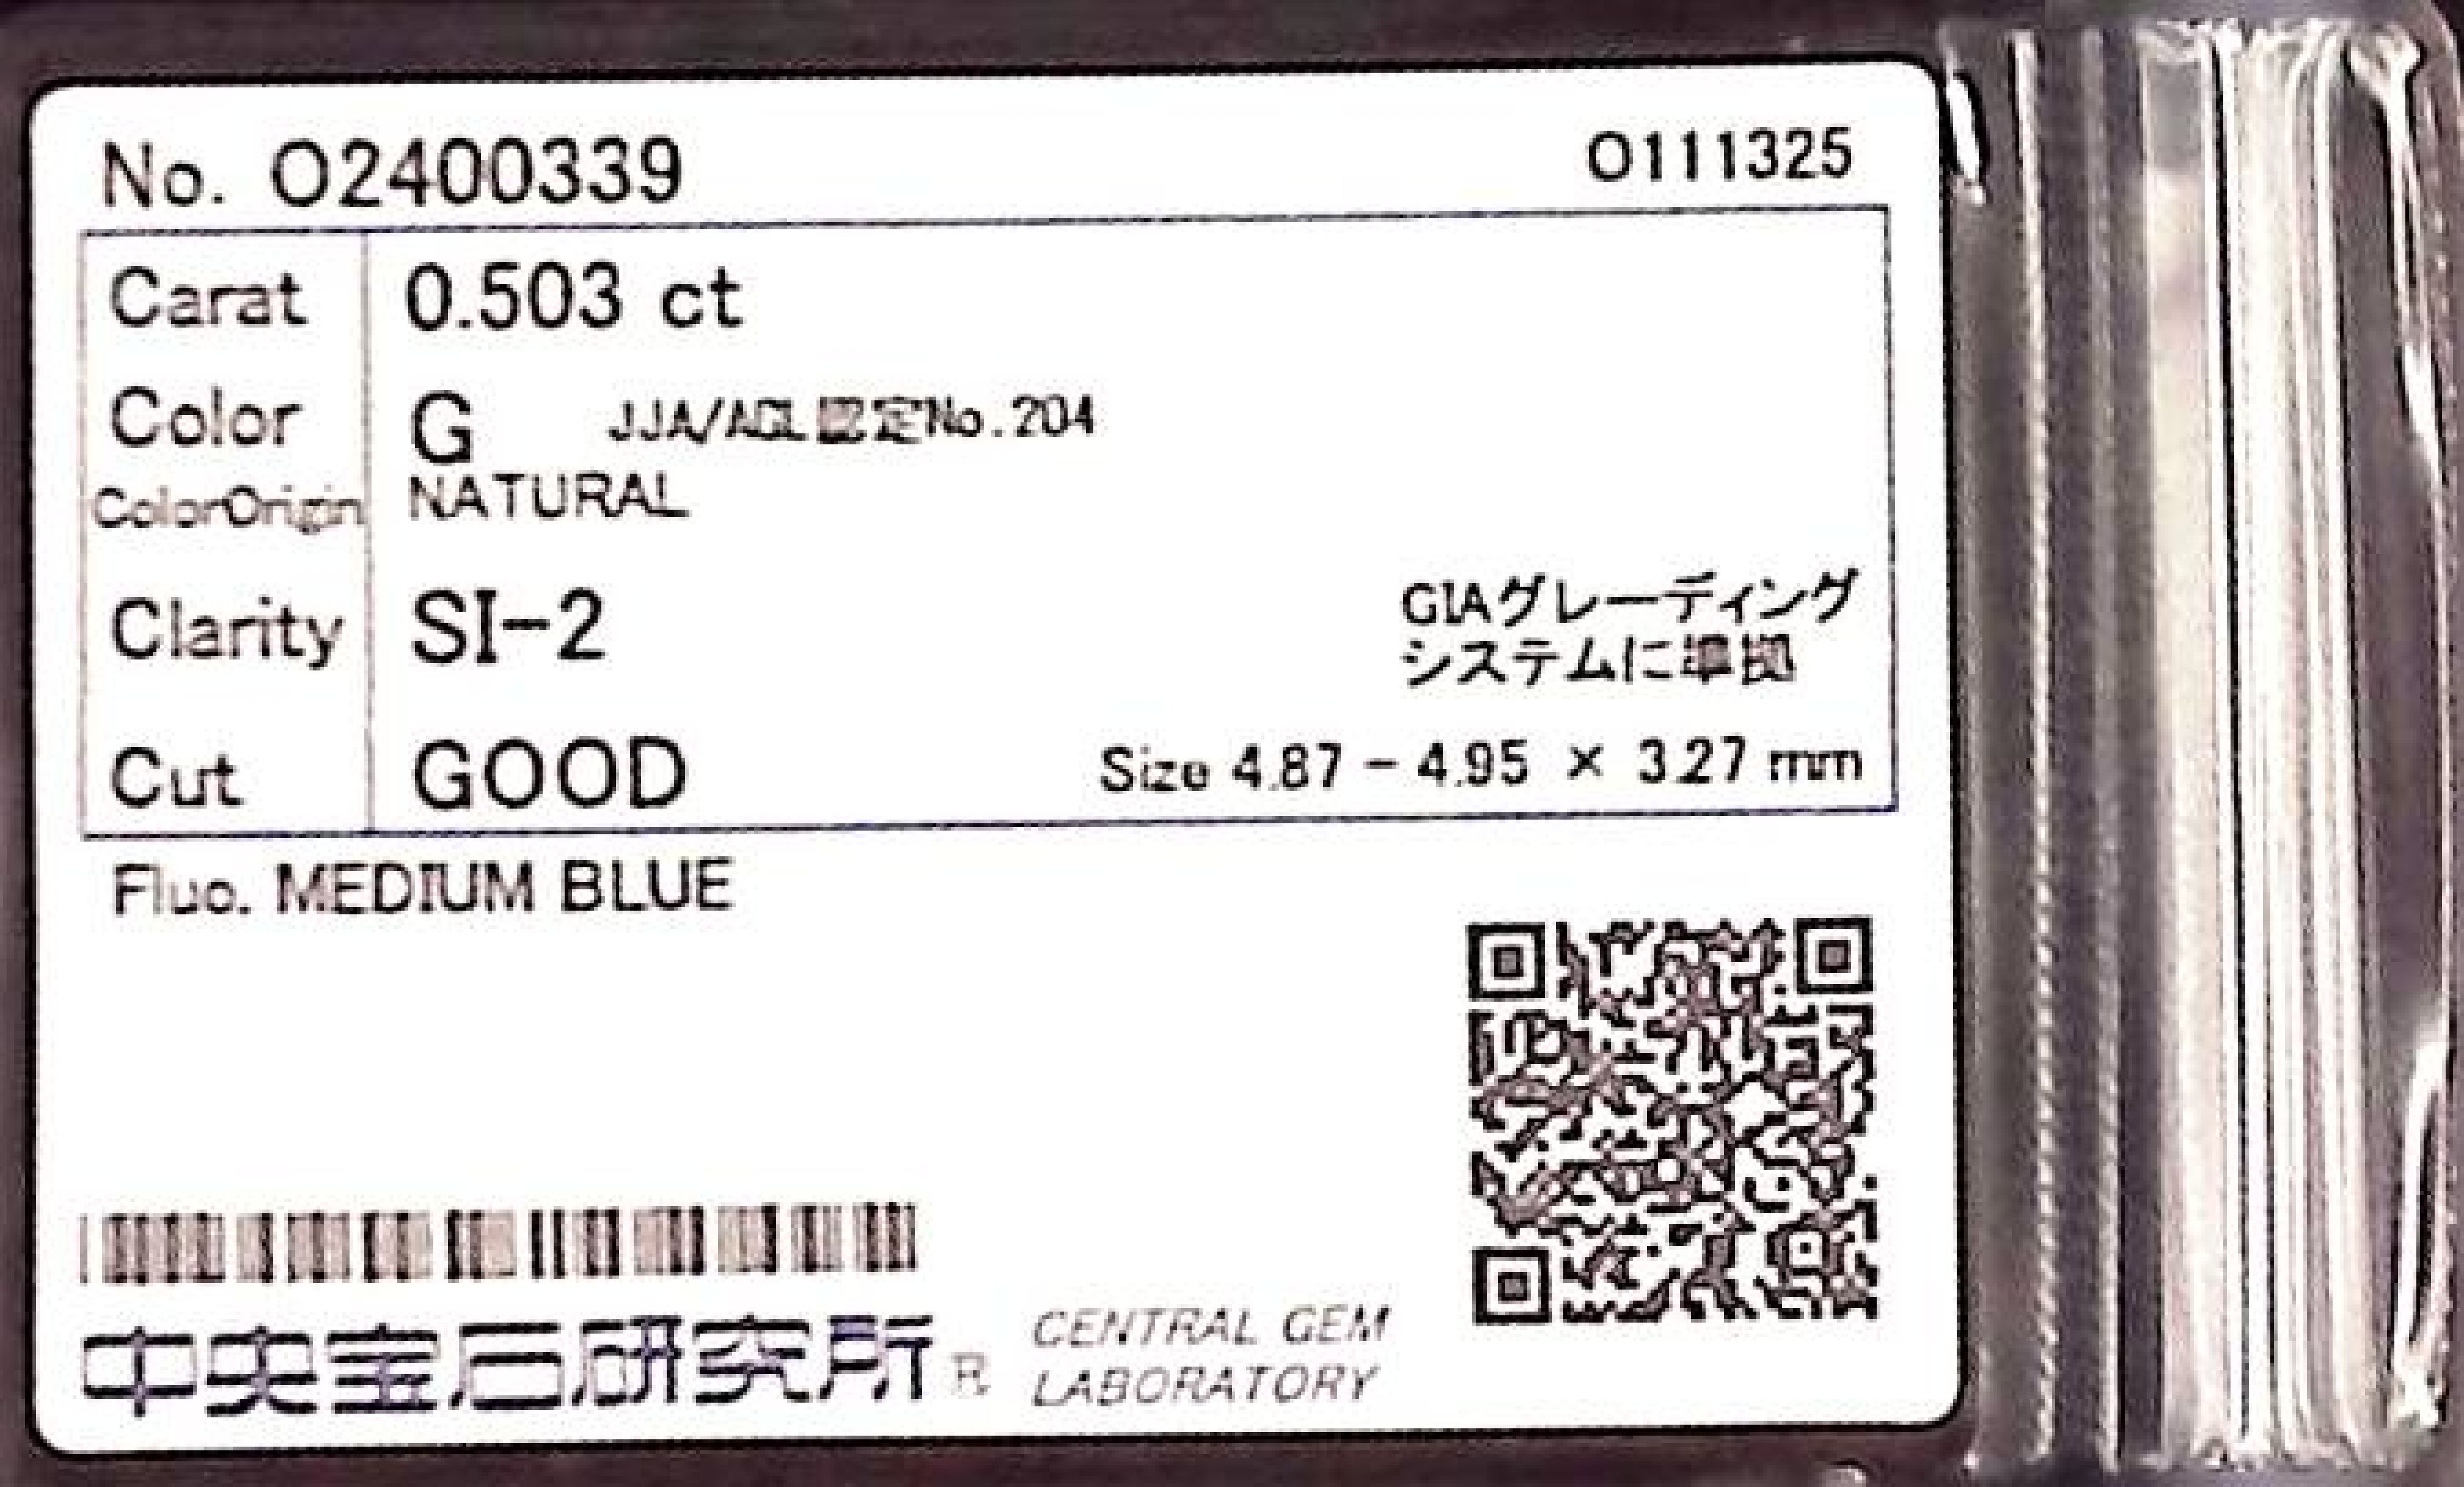 No. O2400339
O111325
Carat 0.503 ct
Color G JJA/AGL認定No.204
ColorOrigin NATURAL
Clarity SI-2
GIAグレーディング
システムに準拠
Cut GOOD Size 4.87 - 4.95 × 3.27 mm
Fluo. MEDIUM BLUE
中央宝石研究所® CENTRAL GEM
LABORATORY